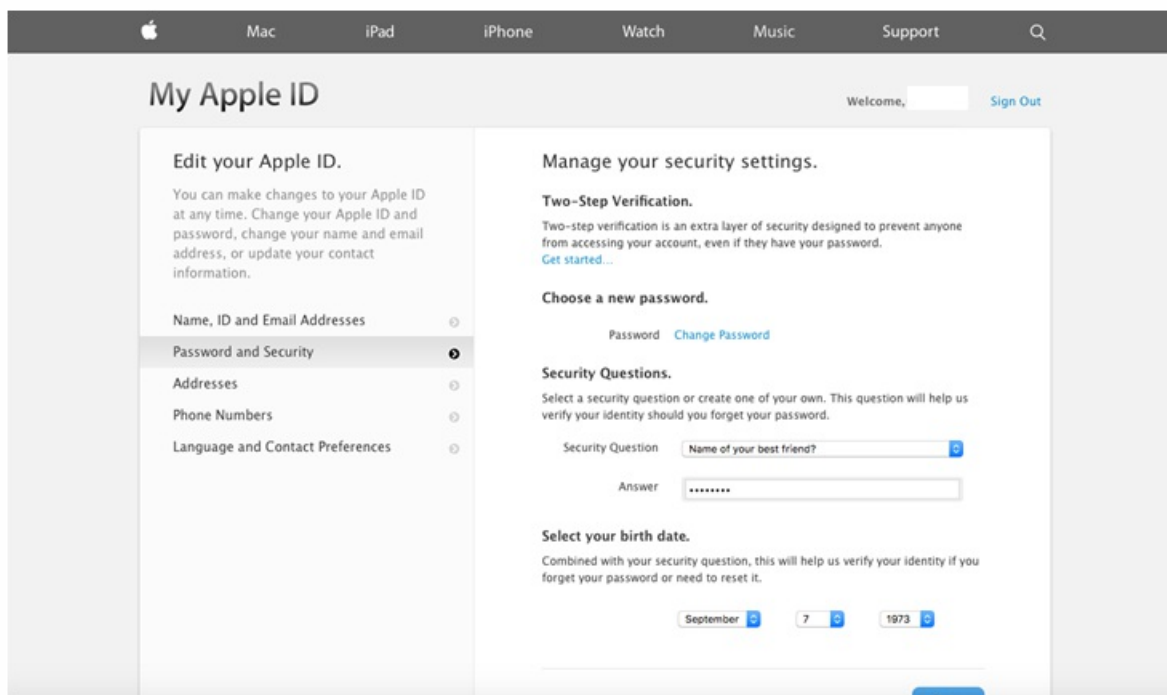 Mac iPad iPhone Watch Music Support
My Apple ID
Welcome,
Sign Out
Edit your Apple ID.
You can make changes to your Apple ID
at any time. Change your Apple ID and
password, change your name and email
address, or update your contact
information.
Name, ID and Email Addresses
Password and Security
Addresses
Phone Numbers
Language and Contact Preferences
Manage your security settings.
Two-Step Verification.
Two-step verification is an extra layer of security designed to prevent anyone
from accessing your account, even if they have your password.
Get started...
Choose a new password.
Password Change Password
Security Questions.
Select a security question or create one of your own. This question will help us
verify your identity should you forget your password.
Security Question Name of your best friend?
Answer ••••••••
Select your birth date.
Combined with your security question, this will help us verify your identity if you
forget your password or need to reset it.
September 7 1973